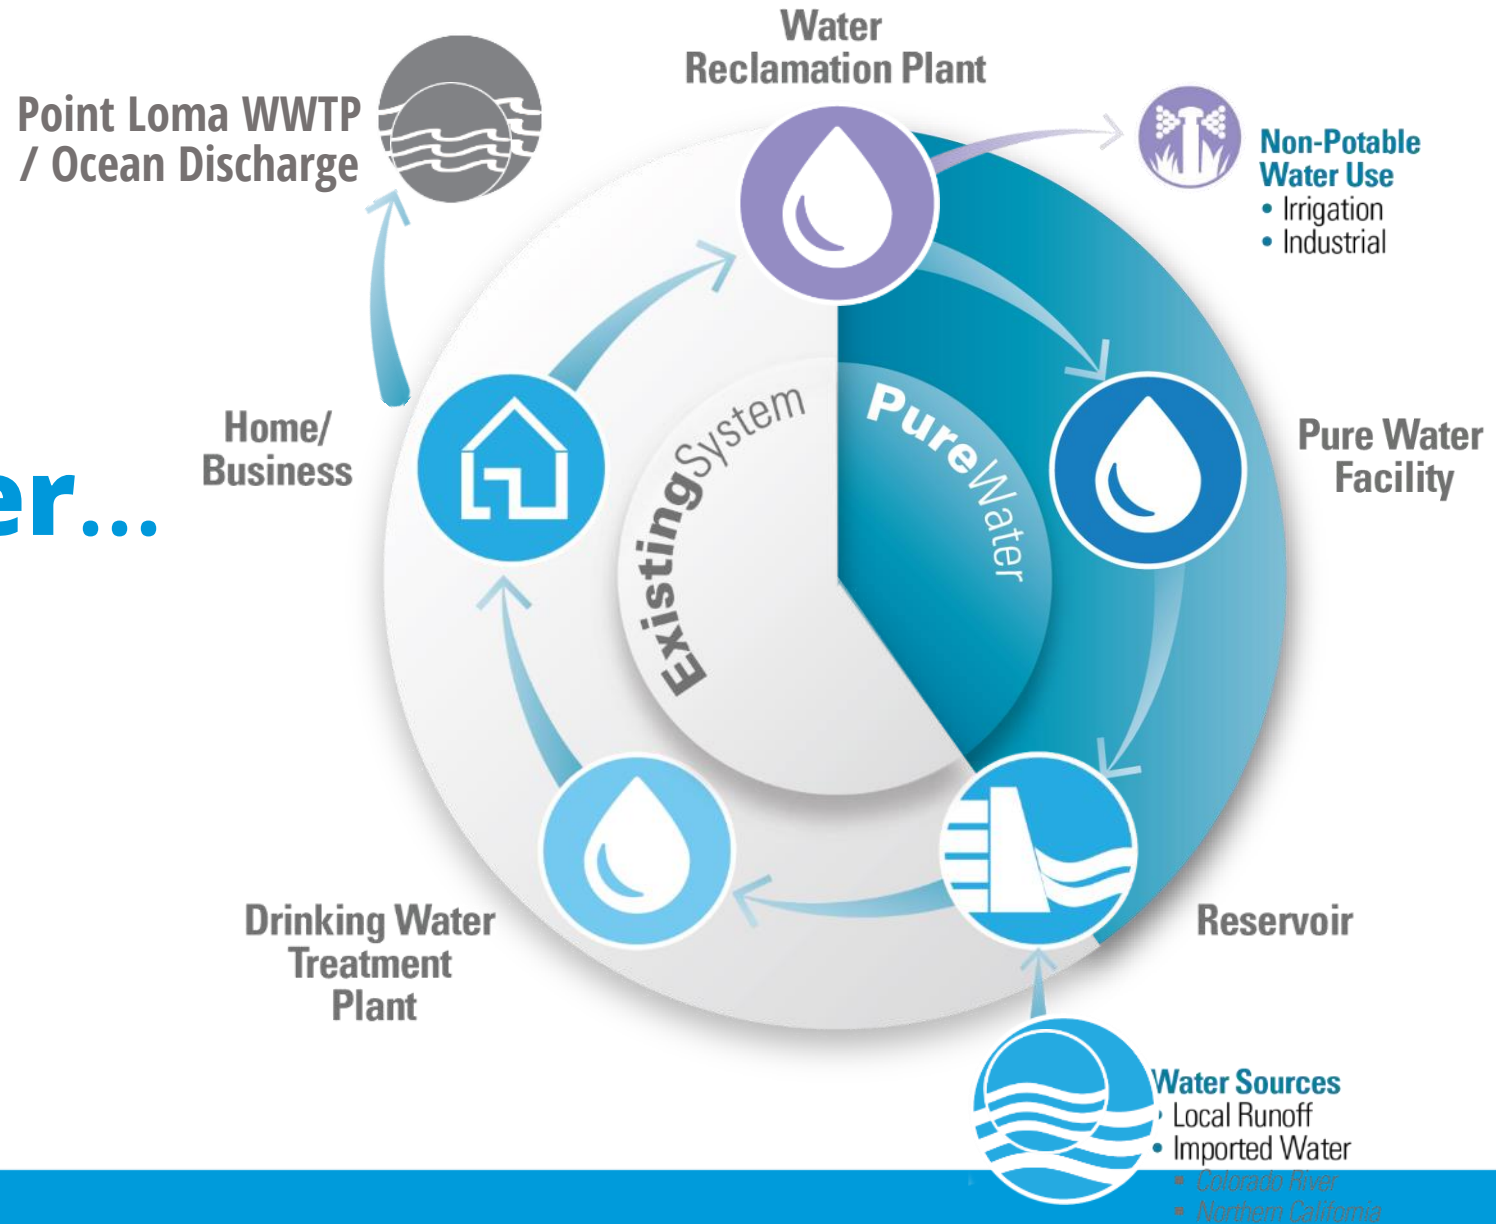 Water
Reclamation Plant
Point Loma WWTP
/ Ocean Discharge
Non-Potable
Water Use
• Irrigation
• Industrial
ExistingSystem
PureWater
Home/
Business
Pure Water
Facility
er...
Drinking Water
Treatment
Plant
Reservoir
Water Sources
• Local Runoff
• Imported Water
▪ Colorado River
▪ Northern California